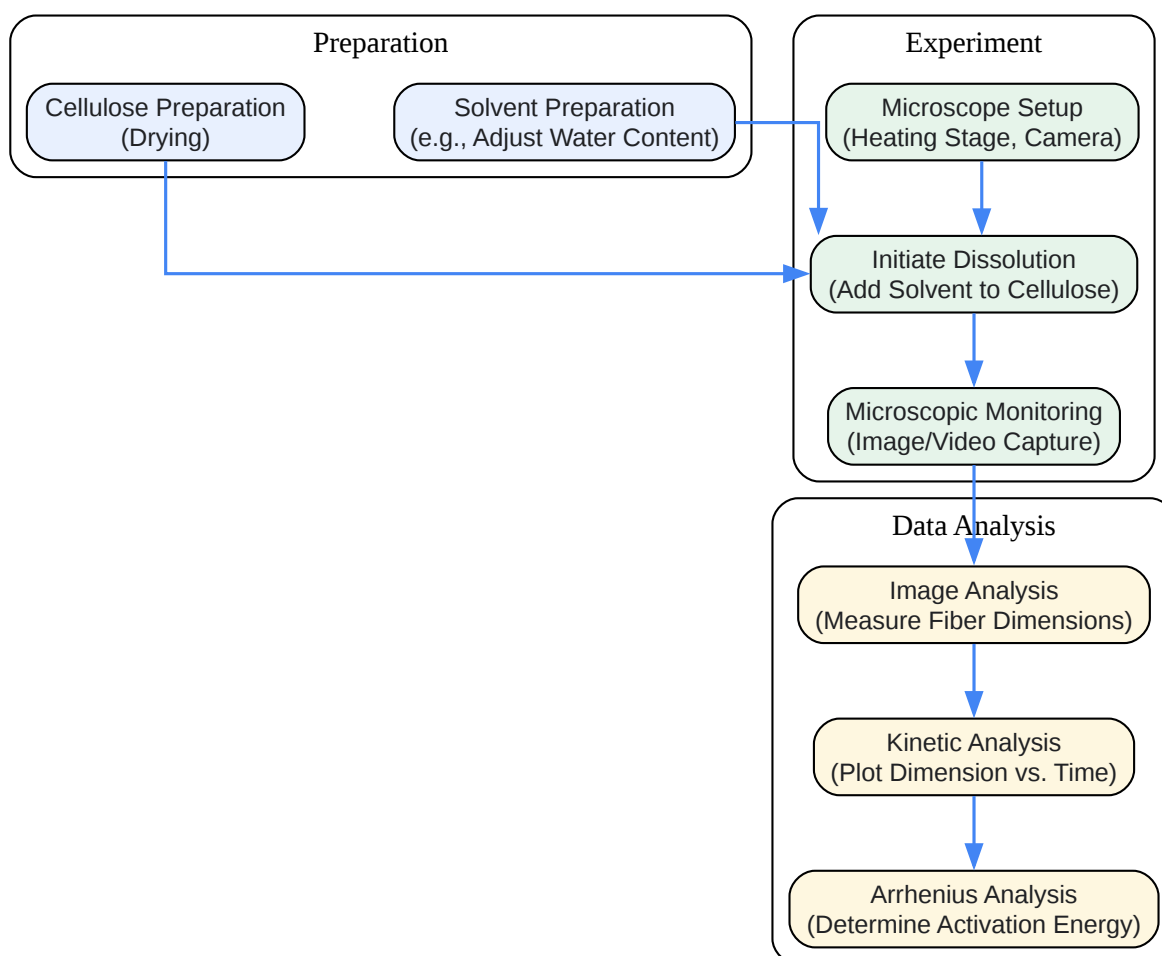 Preparation
Cellulose Preparation
(Drying)
Solvent Preparation
(e.g., Adjust Water Content)
Experiment
Microscope Setup
(Heating Stage, Camera)
Initiate Dissolution
(Add Solvent to Cellulose)
Microscopic Monitoring
(Image/Video Capture)
Data Analysis
Image Analysis
(Measure Fiber Dimensions)
Kinetic Analysis
(Plot Dimension vs. Time)
Arrhenius Analysis
(Determine Activation Energy)